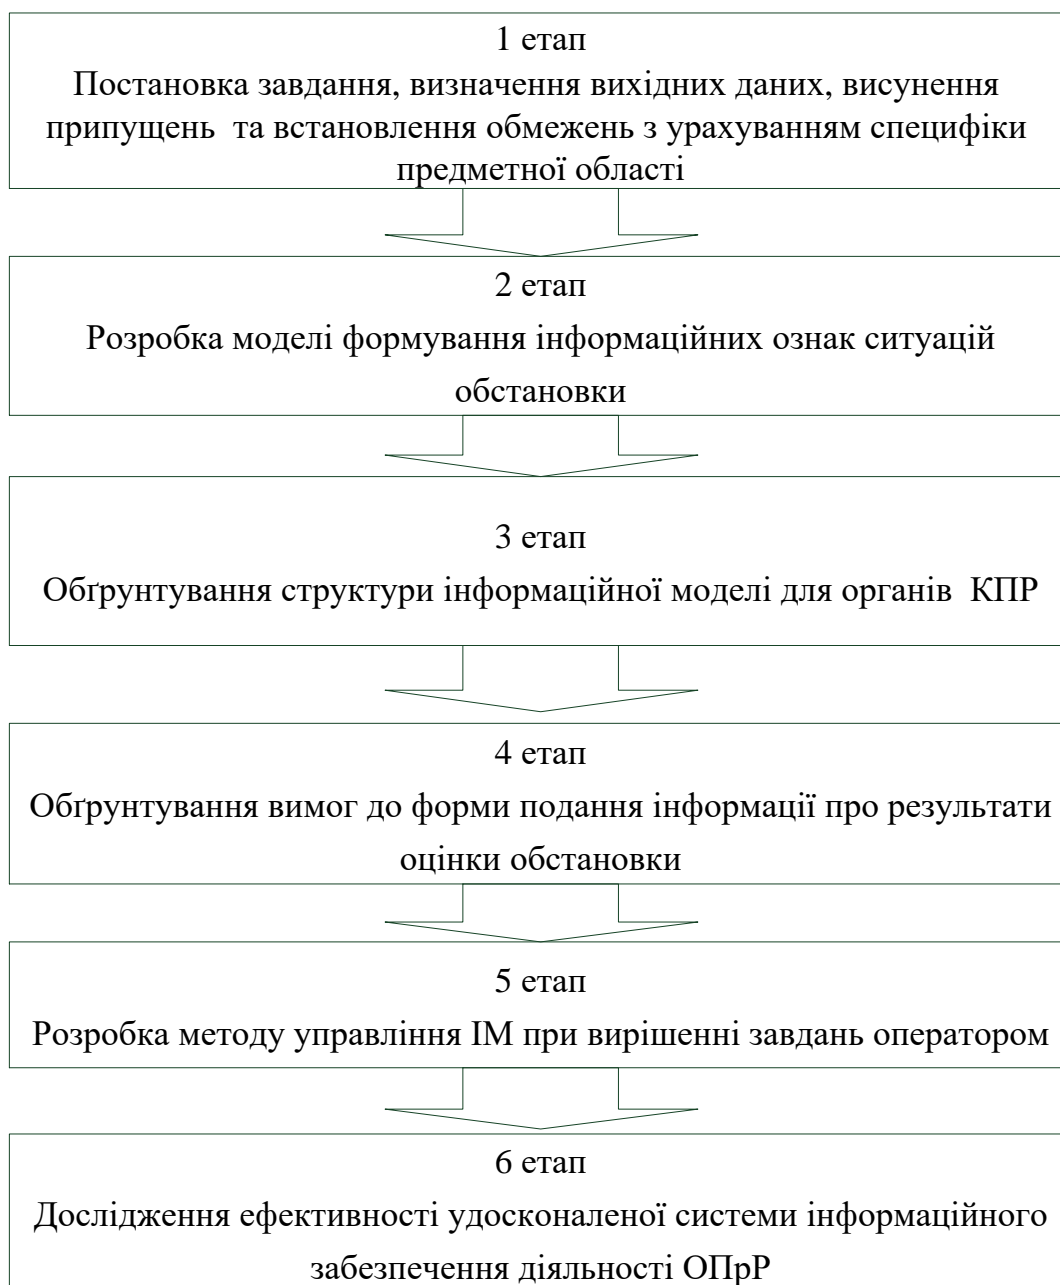 1 етап
Постановка завдання, визначення вихідних даних, висунення
припущень та встановлення обмежень з урахуванням специфіки
предметної області
2 етап
Розробка моделі формування інформаційних ознак ситуацій
обстановки
3 етап
Обґрунтування структури інформаційної моделі для органів КПР
4 етап
Обґрунтування вимог до форми подання інформації про результати
оцінки обстановки
5 етап
Розробка методу управління ІМ при вирішенні завдань оператором
6 етап
Дослідження ефективності удосконаленої системи інформаційного
забезпечення діяльності ОПрР